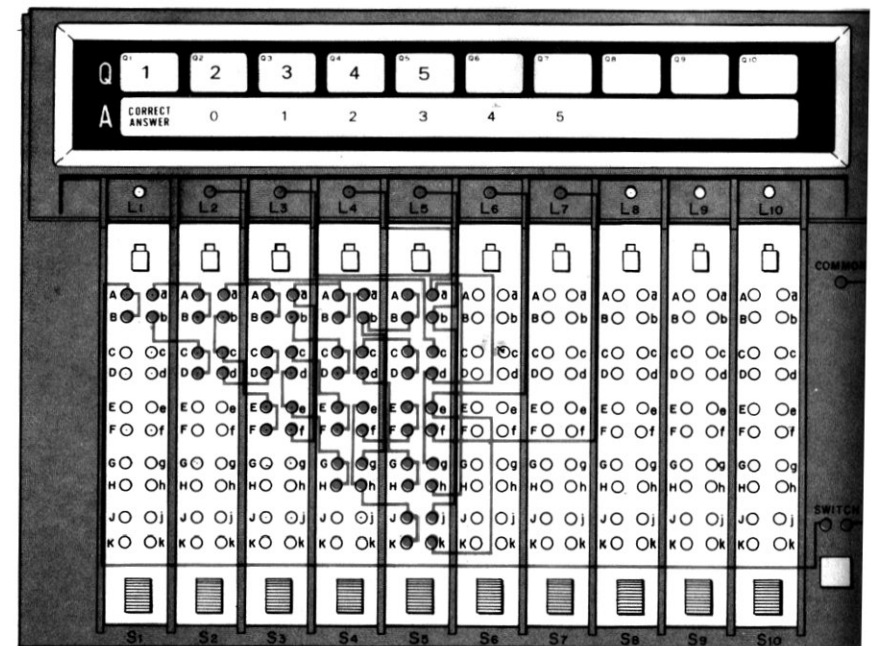 Q1 Q2 Q3 Q4 Q5 Q6 Q7 Q8 Q9 Q10
Q 1 2 3 4 5
A CORRECT ANSWER 0 1 2 3 4 5
L1 L2 L3 L4 L5 L6 L7 L8 L9 L10
COMMON
A a A a A a A a A a A a A a A a A a A a
B b B b B b B b B b B b B b B b B b B b
C c C c C c C c C c C c C c C c C c C c
D d D d D d D d D d D d D d D d D d D d
E e E e E e E e E e E e E e E e E e E e
F f F f F f F f F f F f F f F f F f F f
G g G g G g G g G g G g G g G g G g G g
H h H h H h H h H h H h H h H h H h H h
SWITCH
J j J j J j J j J j J j J j J j J j J j
K k K k K k K k K k K k K k K k K k K k
S1 S2 S3 S4 S5 S6 S7 S8 S9 S10